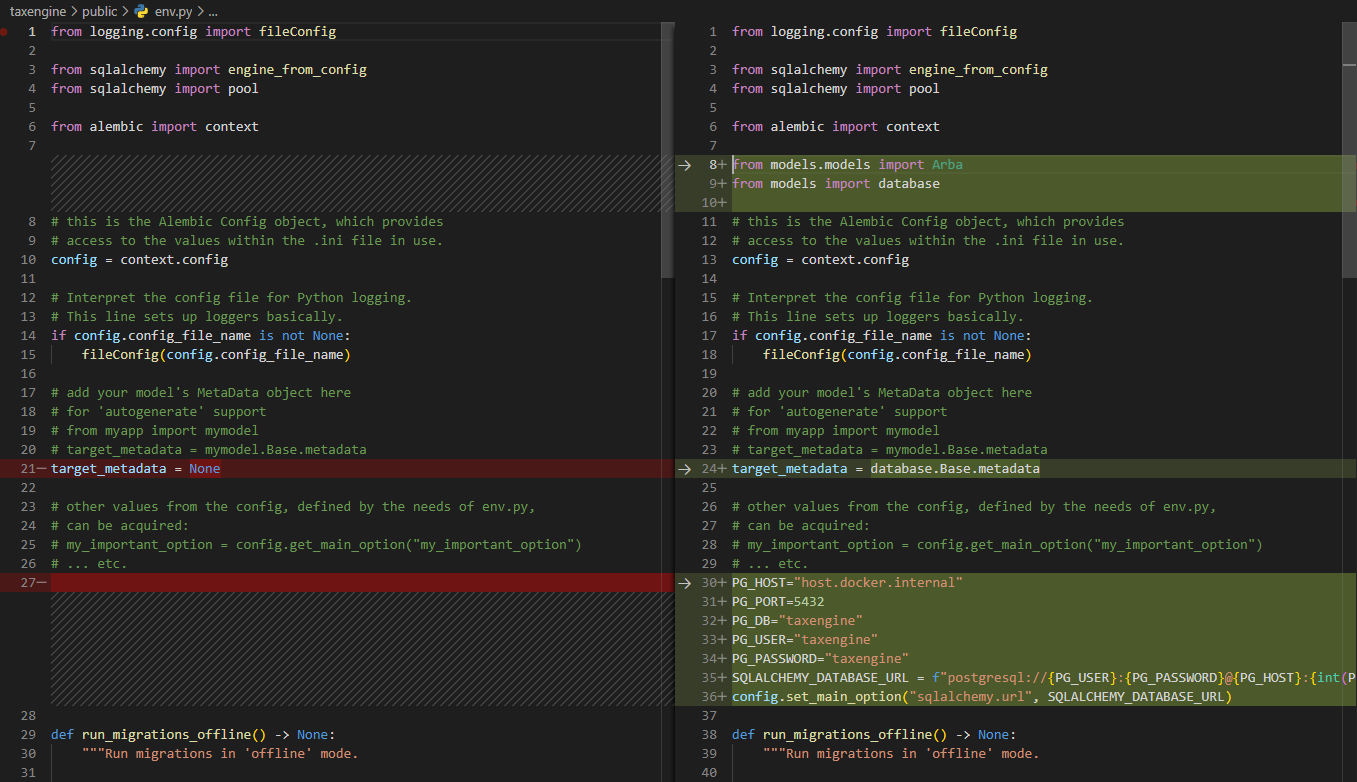 taxengine > public > env.py > ...
1 from logging.config import fileConfig
2
3 from sqlalchemy import engine_from_config
4 from sqlalchemy import pool
5
6 from alembic import context
7
8 # this is the Alembic Config object, which provides
9 # access to the values within the .ini file in use.
10 config = context.config
11
12 # Interpret the config file for Python logging.
13 # This line sets up loggers basically.
14 if config.config_file_name is not None:
15     fileConfig(config.config_file_name)
16
17 # add your model's MetaData object here
18 # for 'autogenerate' support
19 # from myapp import mymodel
20 # target_metadata = mymodel.Base.metadata
21− target_metadata = None
22
23 # other values from the config, defined by the needs of env.py,
24 # can be acquired:
25 # my_important_option = config.get_main_option("my_important_option")
26 # ... etc.
27−
28
29 def run_migrations_offline() -> None:
30     """Run migrations in 'offline' mode.
31
1 from logging.config import fileConfig
2
3 from sqlalchemy import engine_from_config
4 from sqlalchemy import pool
5
6 from alembic import context
7
→ 8+ from models.models import Arba
9+ from models import database
10+
11 # this is the Alembic Config object, which provides
12 # access to the values within the .ini file in use.
13 config = context.config
14
15 # Interpret the config file for Python logging.
16 # This line sets up loggers basically.
17 if config.config_file_name is not None:
18     fileConfig(config.config_file_name)
19
20 # add your model's MetaData object here
21 # for 'autogenerate' support
22 # from myapp import mymodel
23 # target_metadata = mymodel.Base.metadata
→ 24+ target_metadata = database.Base.metadata
25
26 # other values from the config, defined by the needs of env.py,
27 # can be acquired:
28 # my_important_option = config.get_main_option("my_important_option")
29 # ... etc.
→ 30+ PG_HOST="host.docker.internal"
31+ PG_PORT=5432
32+ PG_DB="taxengine"
33+ PG_USER="taxengine"
34+ PG_PASSWORD="taxengine"
35+ SQLALCHEMY_DATABASE_URL = f"postgresql://{PG_USER}:{PG_PASSWORD}@{PG_HOST}:{int(P
36+ config.set_main_option("sqlalchemy.url", SQLALCHEMY_DATABASE_URL)
37
38 def run_migrations_offline() -> None:
39     """Run migrations in 'offline' mode.
40